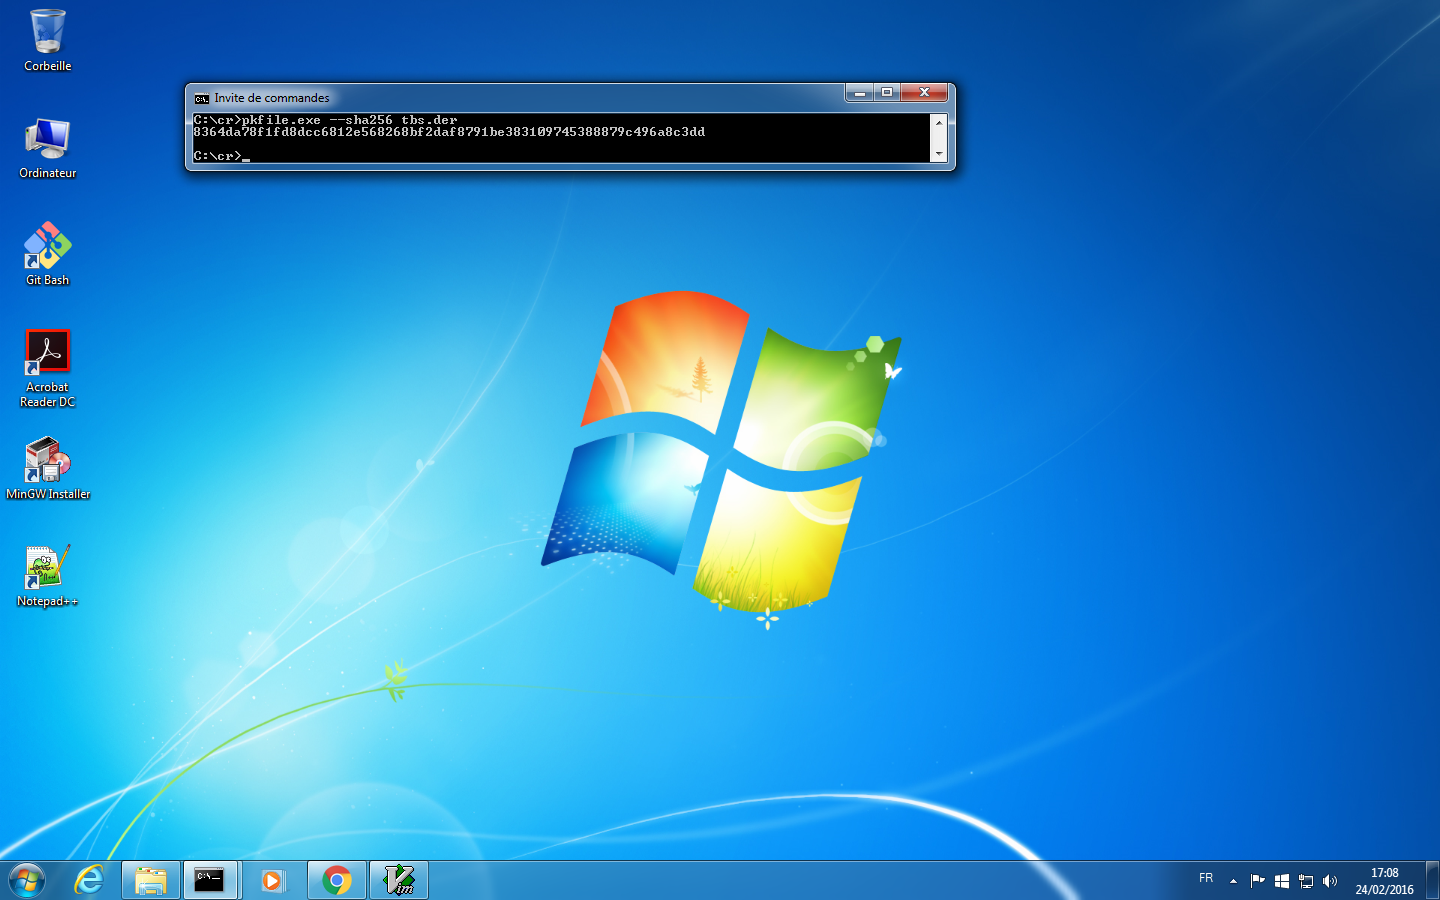 Corbeille
Ordinateur
Git Bash
Acrobat
Reader DC
MinGW Installer
Notepad++
Invite de commandes
C:\cr>pkfile.exe --sha256 tbs.der
8364da78f1fd8dcc6812e568268bf2daf8791be383109745388879c496a8c3dd
C:\cr>_
FR
17:08
24/02/2016